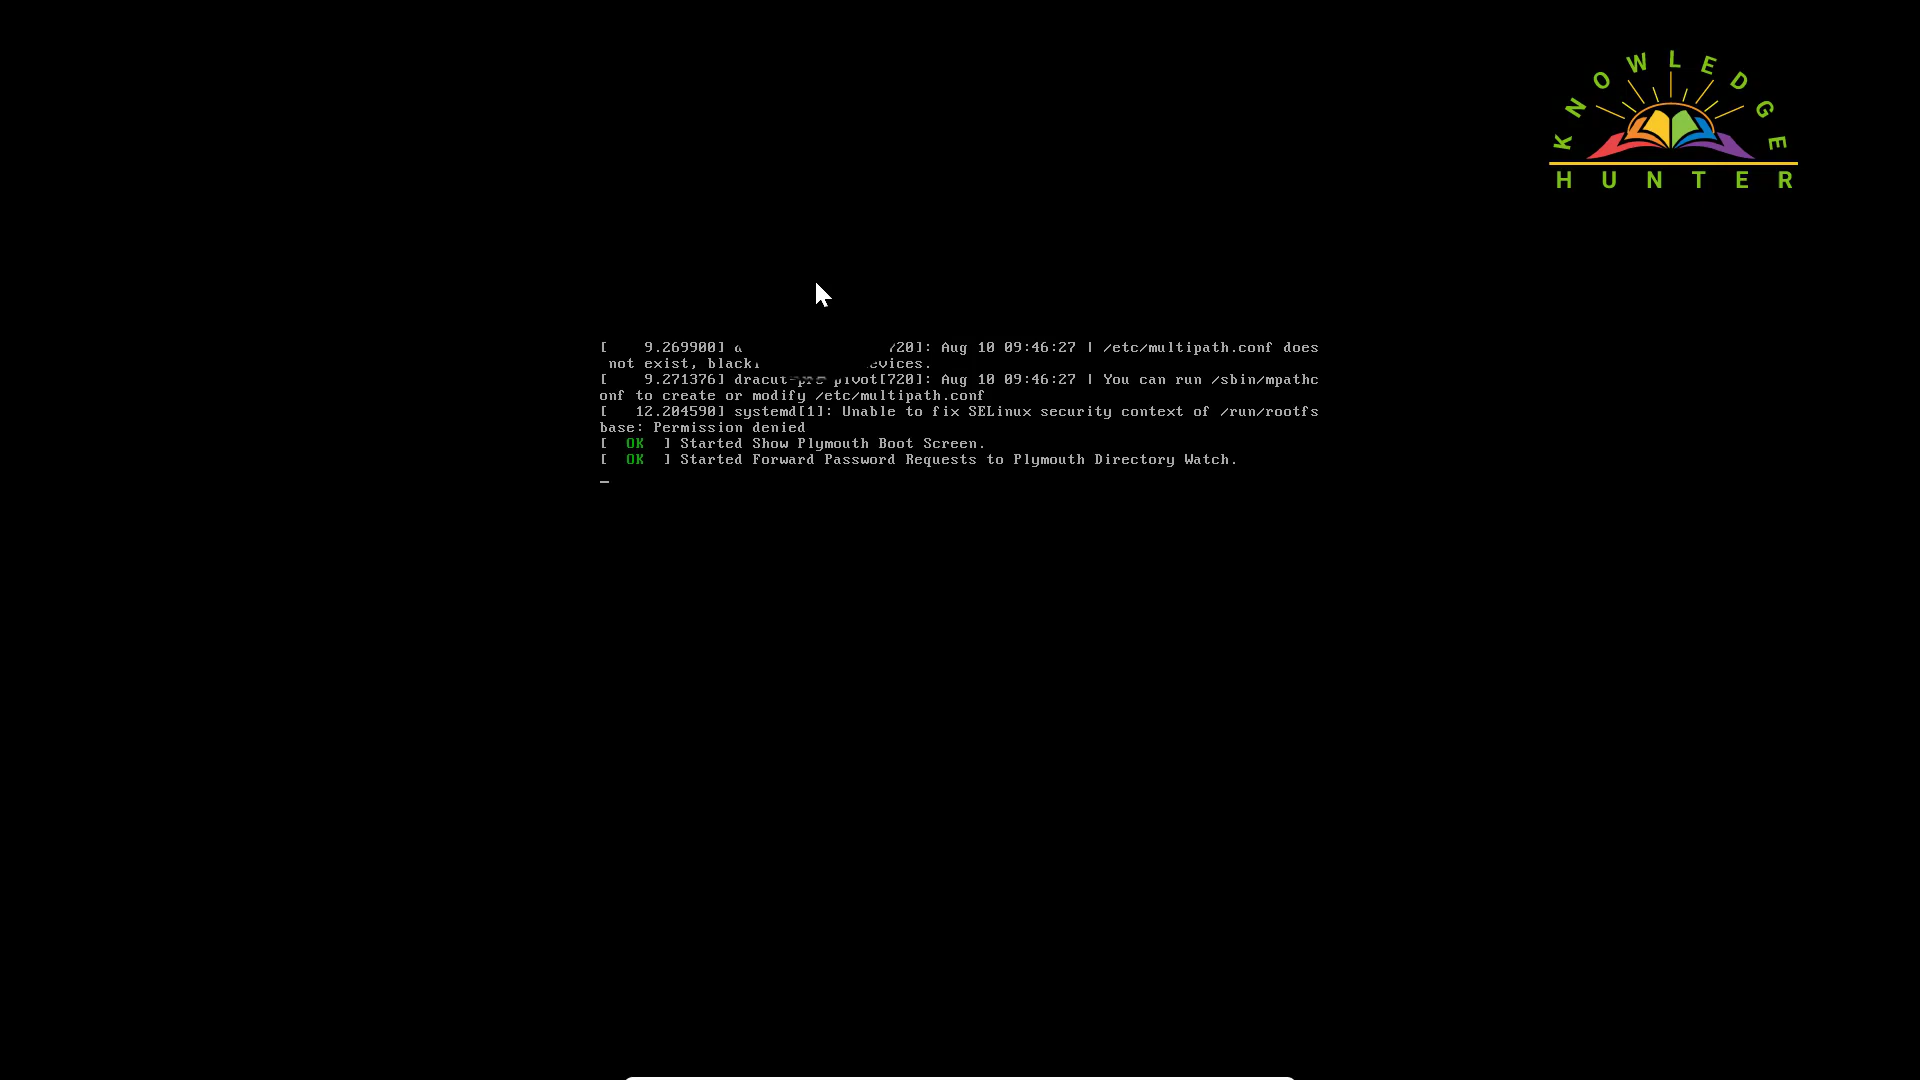 KNOWLEDGE
HUNTER
[    9.269900] 720]: Aug 10 09:46:27 | /etc/multipath.conf does
 not exist,
[    9.271376] dracut-pre-pivot[720]: Aug 10 09:46:27 | You can run /sbin/mpathc
onf to create or modify /etc/multipath.conf
[   12.204590] systemd[1]: Unable to fix SELinux security context of /run/rootfs
base: Permission denied
[  OK  ] Started Show Plymouth Boot Screen.
[  OK  ] Started Forward Password Requests to Plymouth Directory Watch.